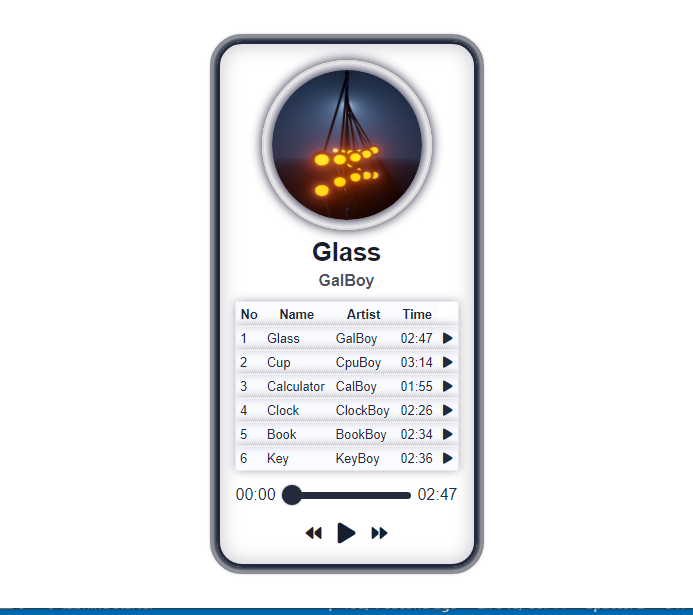 Glass
GalBoy
No Name Artist Time
1 Glass GalBoy 02:47
2 Cup CpuBoy 03:14
3 Calculator CalBoy 01:55
4 Clock ClockBoy 02:26
5 Book BookBoy 02:34
6 Key KeyBoy 02:36
00:00 02:47